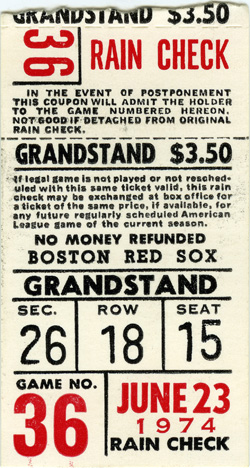 GRANDSTAND $3.50
36
RAIN CHECK
IN THE EVENT OF POSTPONEMENT
THIS COUPON WILL ADMIT THE HOLDER
TO THE GAME NUMBERED HEREON.
NOT GOOD IF DETACHED FROM ORIGINAL
RAIN CHECK.
GRANDSTAND $3.50
If legal game is not played or not resched-
uled with this same ticket valid, this rain
check may be exchanged at box office for
a ticket of the same price, if available, for
any future regularly scheduled American
League game of the current season.
NO MONEY REFUNDED
BOSTON RED SOX
GRANDSTAND
SEC. ROW SEAT
26 18 15
GAME NO.
36
JUNE 23
1974
RAIN CHECK